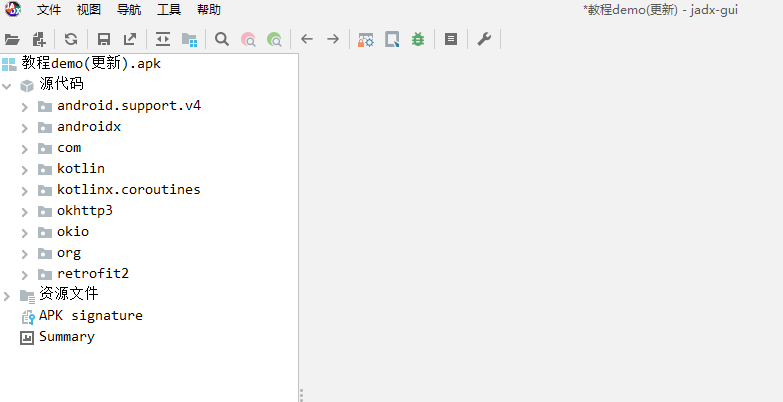 文件 视图 导航 工具 帮助 *教程demo(更新) - jadx-gui
教程demo(更新).apk
源代码
android.support.v4
androidx
com
kotlin
kotlinx.coroutines
okhttp3
okio
org
retrofit2
资源文件
APK signature
Summary